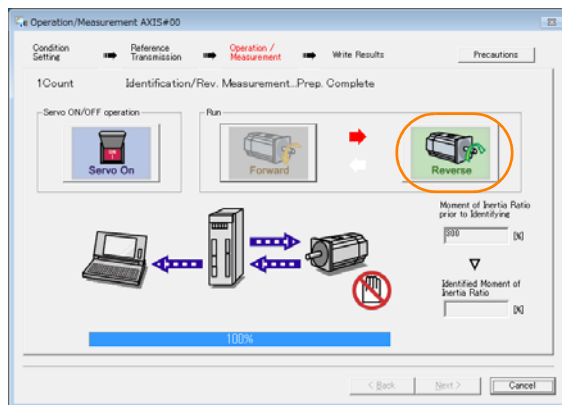 Operation/Measurement AXIS#00
Condition Setting
Reference Transmission
Operation / Measurement
Write Results
Precautions
1Count Identification/Rev. Measurement..Prep. Complete
Servo ON/OFF operation
Run
Servo On
Forward
Reverse
Moment of Inertia Ratio
prior to Identifying
300 [%]
Identified Moment of
Inertia Ratio
[%]
100%
< Back
Next >
Cancel